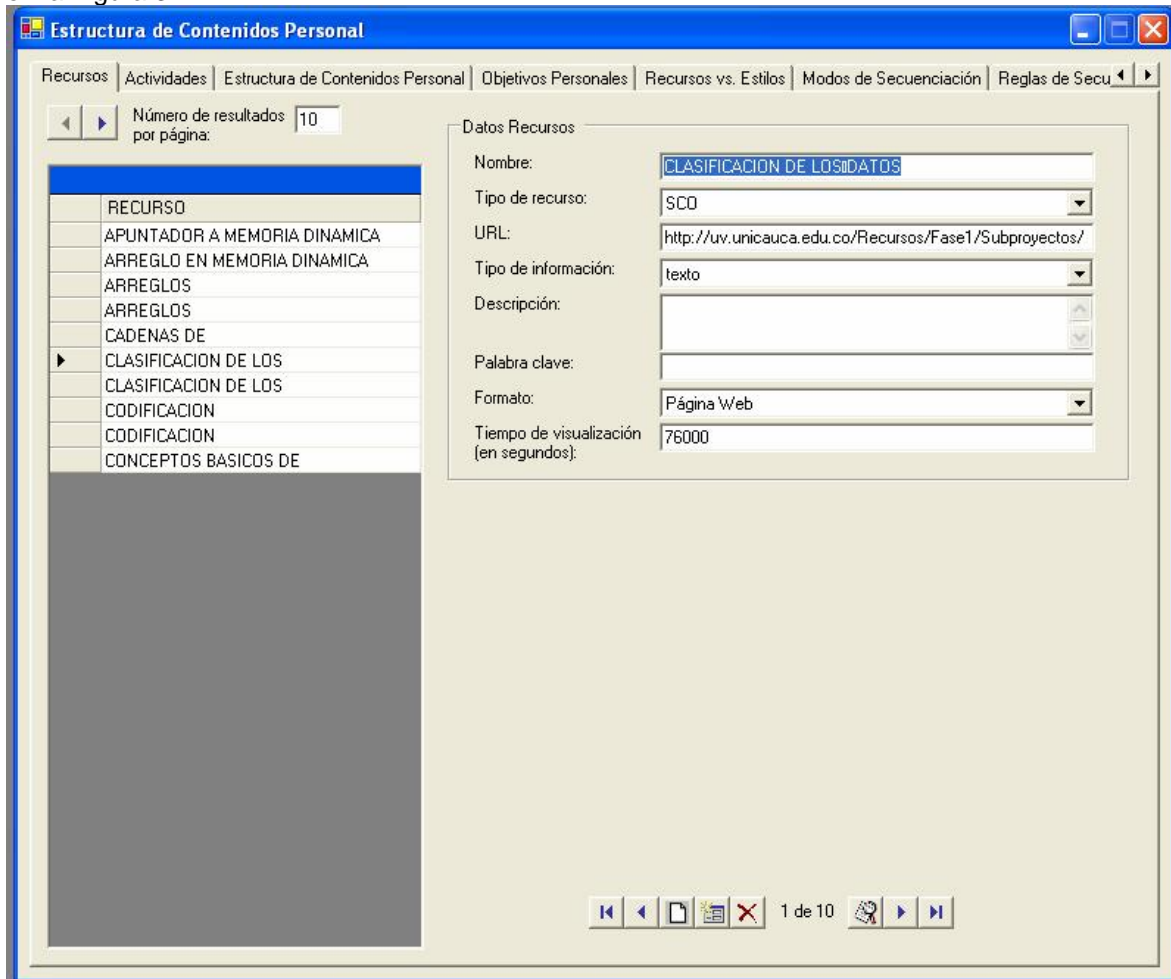 Estructura de Contenidos Personal
Recursos
Actividades
Estructura de Contenidos Personal
Objetivos Personales
Recursos vs. Estilos
Modos de Secuenciación
Reglas de Secu
Número de resultados
por página:
10
RECURSO
APUNTADOR A MEMORIA DINAMICA
ARREGLO EN MEMORIA DINAMICA
ARREGLOS
ARREGLOS
CADENAS DE
CLASIFICACION DE LOS
CLASIFICACION DE LOS
CODIFICACION
CODIFICACION
CONCEPTOS BASICOS DE
Datos Recursos
Nombre:
CLASIFICACION DE LOS▯DATOS
Tipo de recurso:
SCO
URL:
http://uv.unicauca.edu.co/Recursos/Fase1/Subproyectos/
Tipo de información:
texto
Descripción:
Palabra clave:
Formato:
Página Web
Tiempo de visualización
(en segundos):
76000
1 de 10